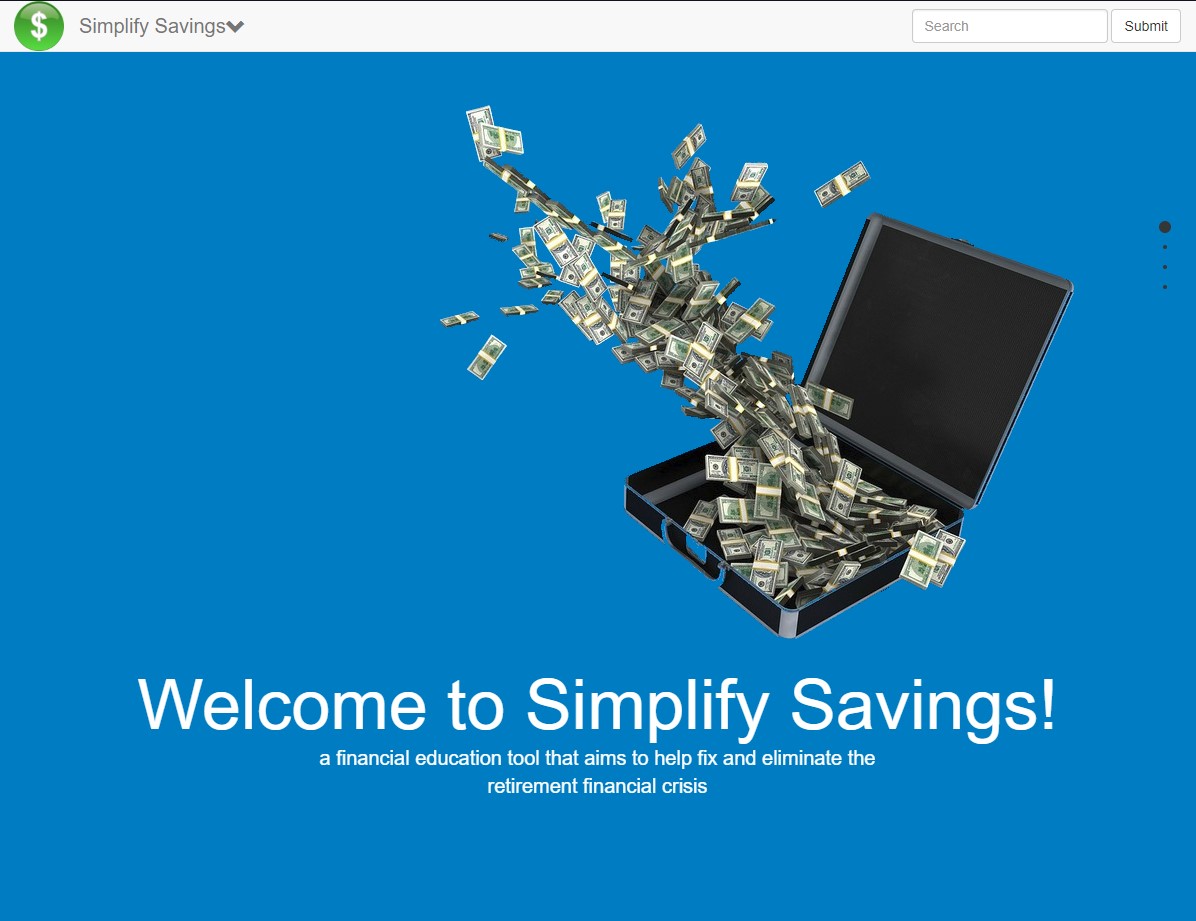 $
Simplify Savings
Search
Submit
Welcome to Simplify Savings!
a financial education tool that aims to help fix and eliminate the
retirement financial crisis